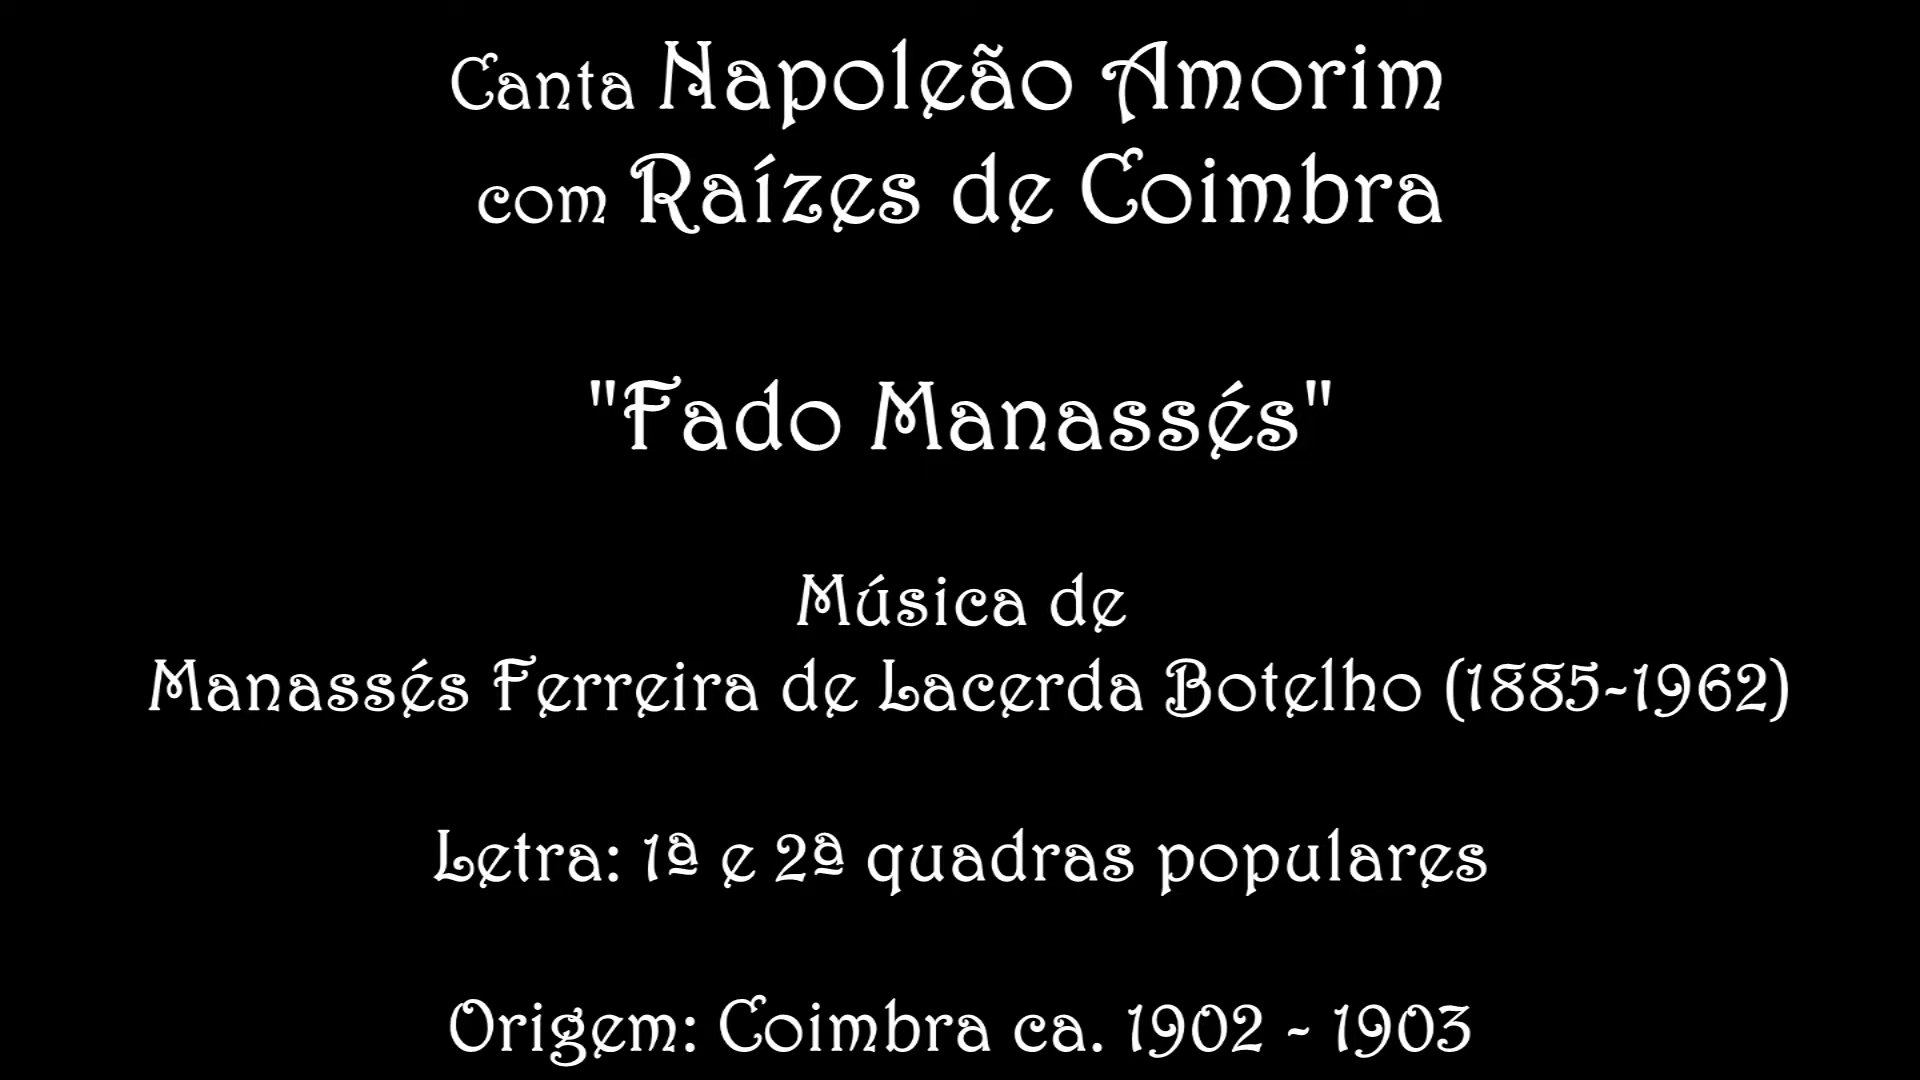 Canta Napoleão Amorim
com Raízes de Coimbra
"Fado Manassés"
Música de
Manassés Ferreira de Lacerda Botelho (1885-1962)
Letra: 1ª e 2ª quadras populares
Origem: Coimbra ca. 1902 - 1903